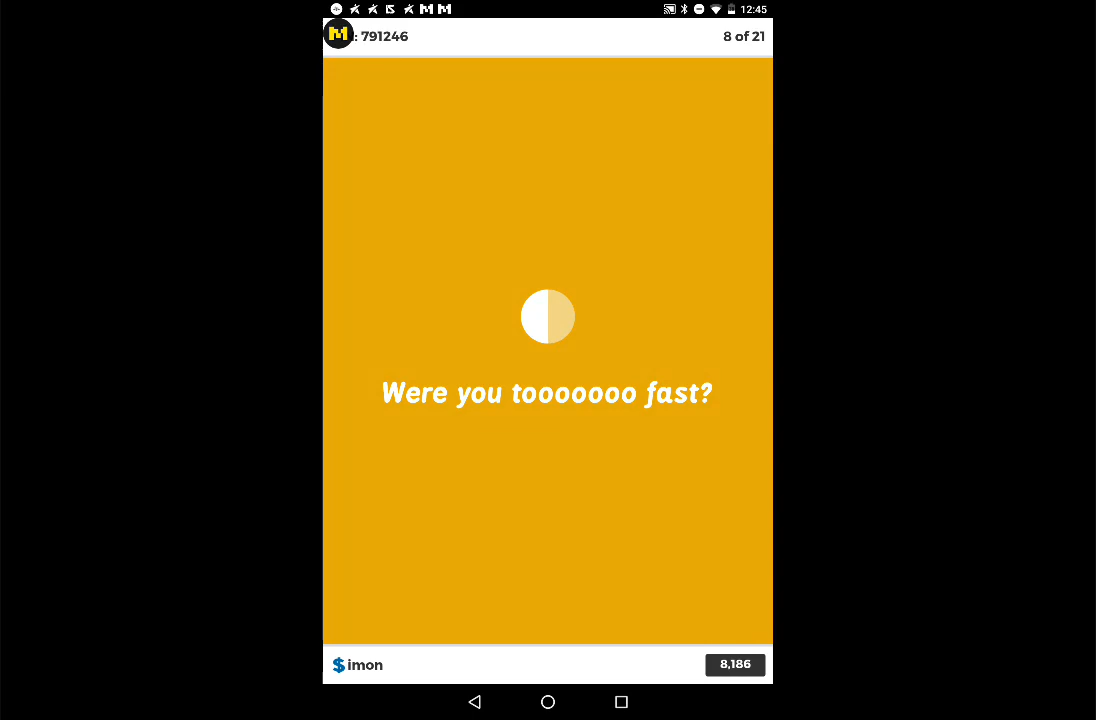 12:45
: 791246
8 of 21
Were you tooooooo fast?
$imon
8,186